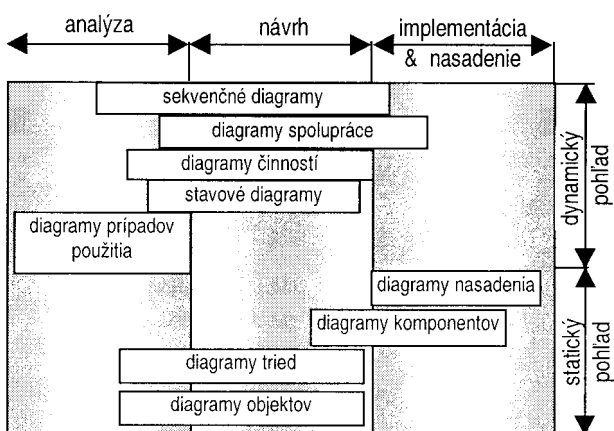 analýza
návrh
implementácia
& nasadenie
sekvenčné diagramy
diagramy spolupráce
diagramy činností
stavové diagramy
diagramy prípadov
použitia
diagramy nasadenia
diagramy komponentov
diagramy tried
diagramy objektov
dynamický
pohľad
statický
pohľad